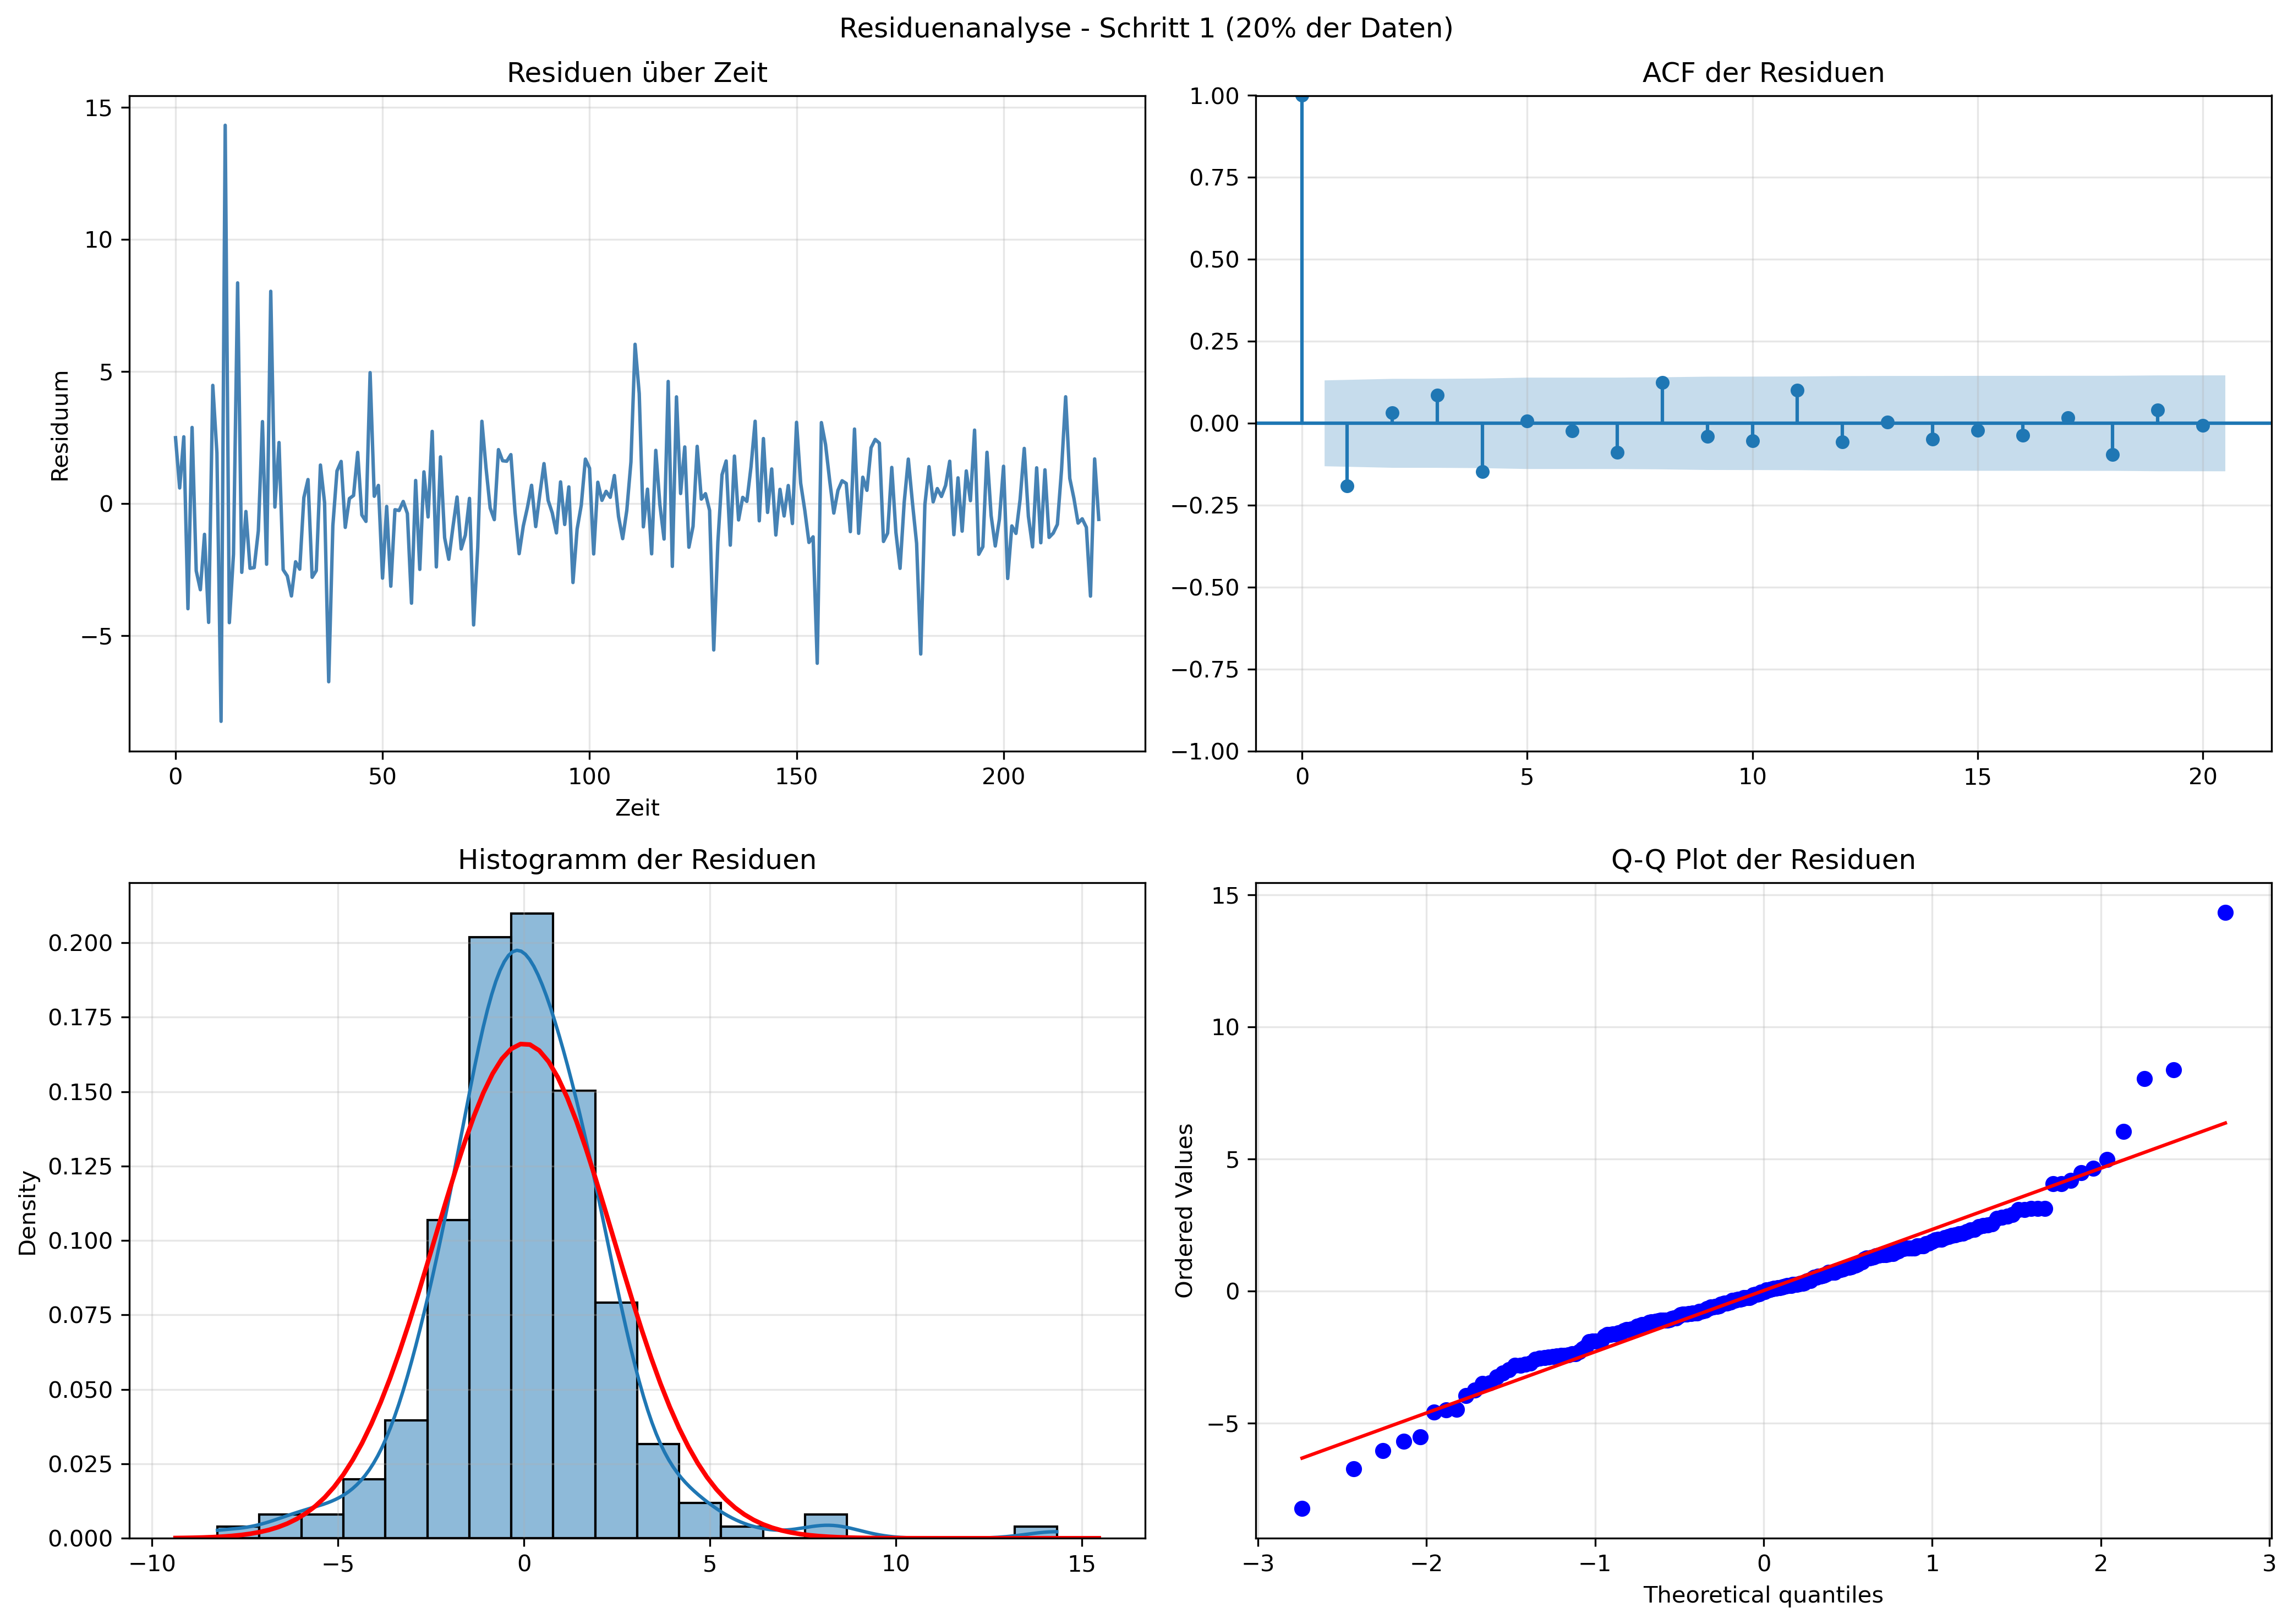 Residuenanalyse - Schritt 1 (20% der Daten)
Residuen über Zeit
15
10
5
0
−5
Residuum
0 50 100 150 200
Zeit
ACF der Residuen
1.00
0.75
0.50
0.25
0.00
−0.25
−0.50
−0.75
−1.00
0 5 10 15 20
Histogramm der Residuen
0.200
0.175
0.150
0.125
0.100
0.075
0.050
0.025
0.000
Density
−10 −5 0 5 10 15
Q-Q Plot der Residuen
15
10
5
0
−5
Ordered Values
−3 −2 −1 0 1 2 3
Theoretical quantiles